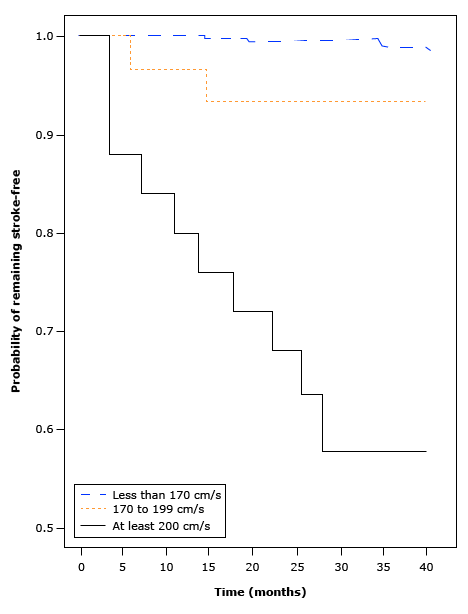 Probability of remaining stroke-free
1.0
0.9
0.8
0.7
0.6
0.5
Less than 170 cm/s
170 to 199 cm/s
At least 200 cm/s
0 5 10 15 20 25 30 35 40
Time (months)